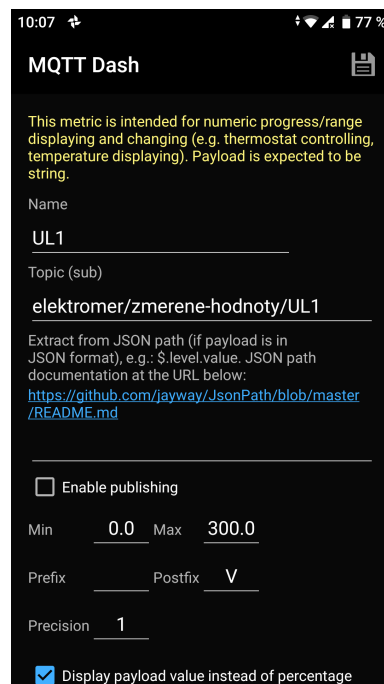 10:07 77 %
MQTT Dash
This metric is intended for numeric progress/range
displaying and changing (e.g. thermostat controlling,
temperature displaying). Payload is expected to be
string.
Name
UL1
Topic (sub)
elektromer/zmerene-hodnoty/UL1
Extract from JSON path (if payload is in
JSON format), e.g.: $.level.value. JSON path
documentation at the URL below:
https://github.com/jayway/JsonPath/blob/master
/README.md
Enable publishing
Min 0.0 Max 300.0
Prefix Postfix V
Precision 1
Display payload value instead of percentage